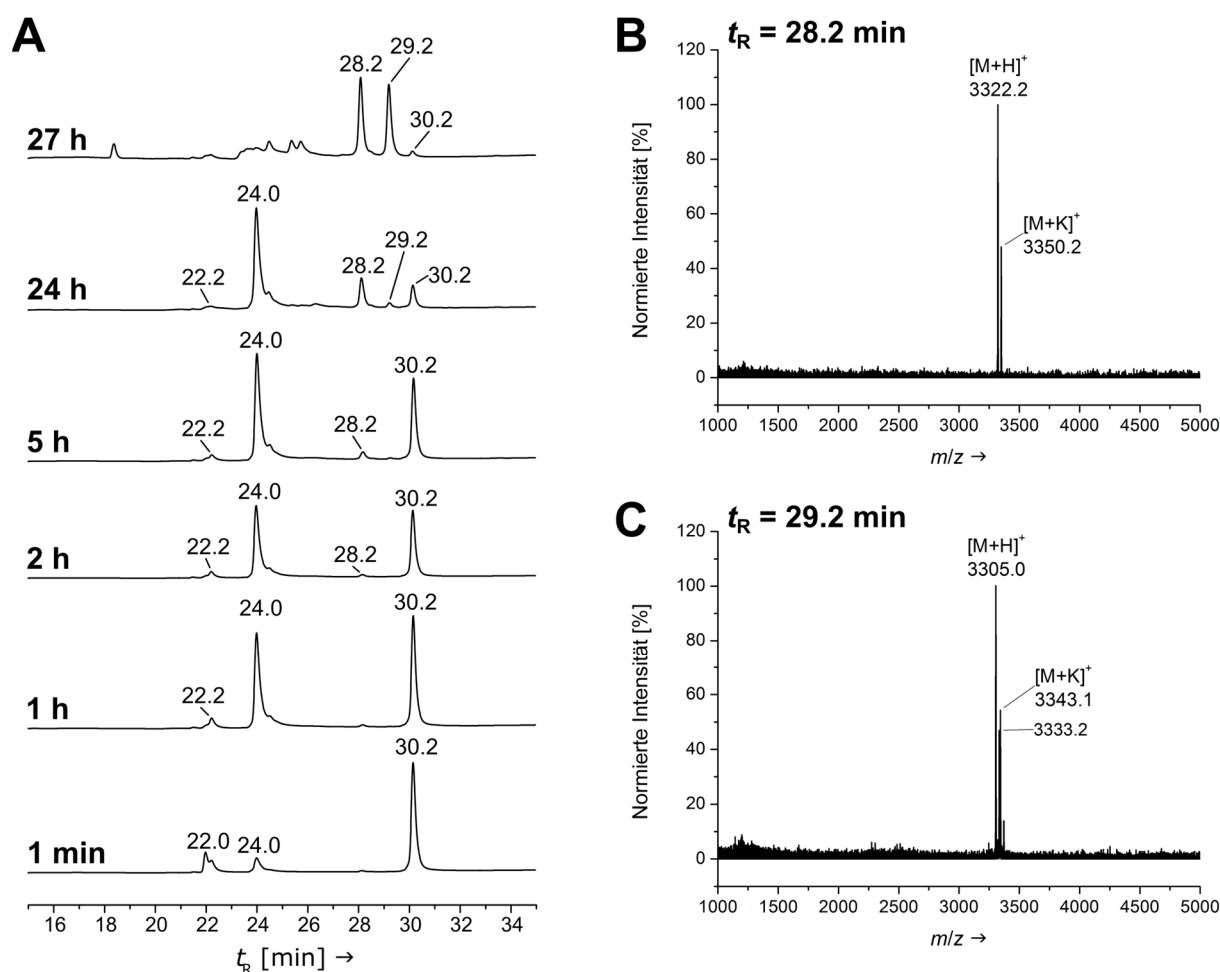 A
27 h
28.2
29.2
30.2
24 h
22.2
24.0
28.2
29.2
30.2
5 h
22.2
24.0
28.2
30.2
2 h
22.2
24.0
28.2
30.2
1 h
22.2
24.0
30.2
1 min
22.0
24.0
30.2
16 18 20 22 24 26 28 30 32 34
tR [min] →
B
tR = 28.2 min
Normierte Intensität [%]
120
100
80
60
40
20
0
[M+H]+
3322.2
[M+K]+
3350.2
1000 1500 2000 2500 3000 3500 4000 4500 5000
m/z →
C
tR = 29.2 min
Normierte Intensität [%]
120
100
80
60
40
20
0
[M+H]+
3305.0
[M+K]+
3343.1
3333.2
1000 1500 2000 2500 3000 3500 4000 4500 5000
m/z →